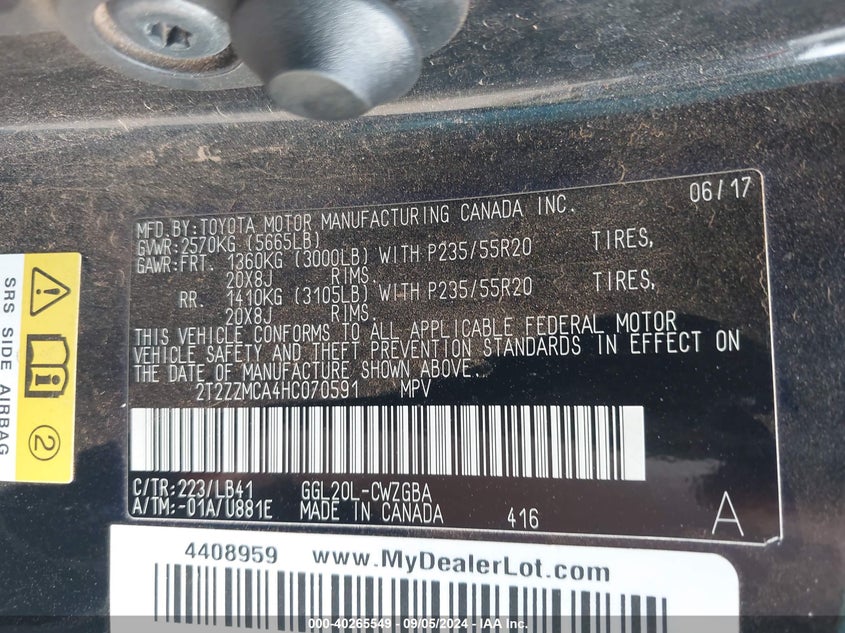 06/17
MFD.BY:TOYOTA MOTOR MANUFACTURING CANADA INC.
GVWR:2570KG (5665LB)
GAWR:FRT. 1360KG (3000LB) WITH P235/55R20 TIRES,
20X8J RIMS.
RR. 1410KG (3105LB) WITH P235/55R20 TIRES,
20X8J RIMS.
THIS VEHICLE CONFORMS TO ALL APPLICABLE FEDERAL MOTOR
VEHICLE SAFETY AND THEFT PREVENTION STANDARDS IN EFFECT ON
THE DATE OF MANUFACTURE SHOWN ABOVE.
2T2ZZMCA4HC070591 MPV
C/TR:223/LB41 GGL20L-CWZGBA
A/TM:-01A/U881E MADE IN CANADA 416 A
SRS SIDE AIRBAG
2
4408959 www.MyDealerLot.com
000-40265549 - 09/05/2024 - IAA Inc.